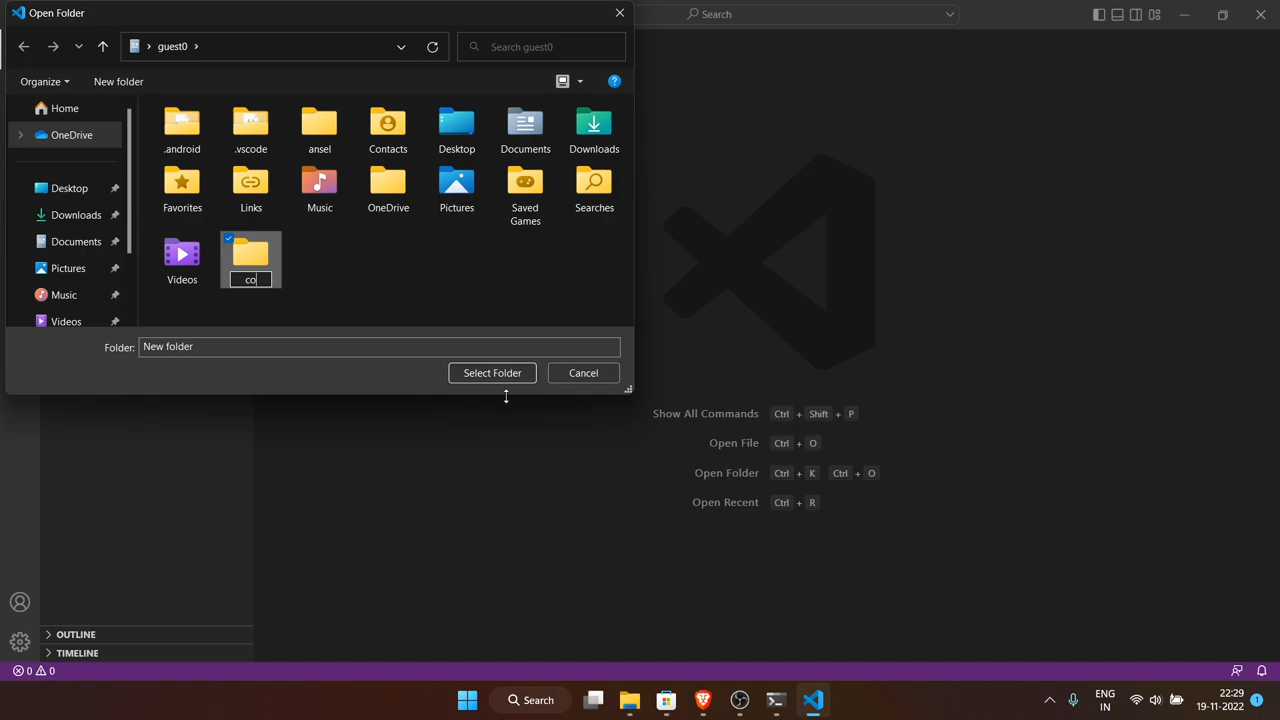 Open Folder
Search
guest0
Search guest0
Organize
New folder
Home
OneDrive
Desktop
Downloads
Documents
Pictures
Music
Videos
.android
.vscode
ansel
Contacts
Desktop
Documents
Downloads
Favorites
Links
Music
OneDrive
Pictures
Saved
Games
Searches
Videos
co
Folder: New folder
Select Folder
Cancel
Show All Commands Ctrl + Shift + P
Open File Ctrl + O
Open Folder Ctrl + K Ctrl + O
Open Recent Ctrl + R
OUTLINE
TIMELINE
0 0
Search
ENG
IN
22:29
19-11-2022
1